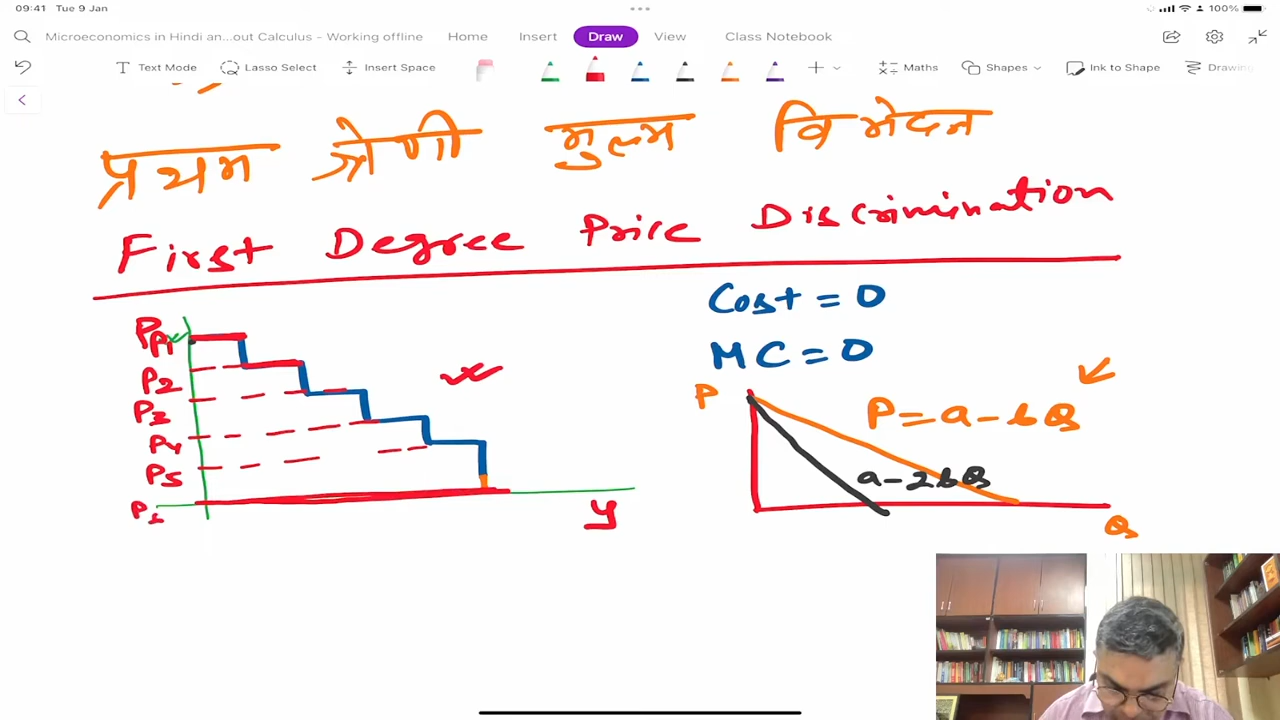 09:41 Tue 9 Jan
100%
Microeconomics in Hindi an...out Calculus - Working offline
Home
Insert
Draw
View
Class Notebook
Text Mode
Lasso Select
Insert Space
Maths
Shapes
Ink to Shape
Drawing
प्रथम श्रेणी मुल्य विभेदन
First Degree Price Discrimination
Cost = 0
MC = 0
P
P1
P2
P3
P4
P5
y
P
P = a - bQ
a - 2bQ
Q